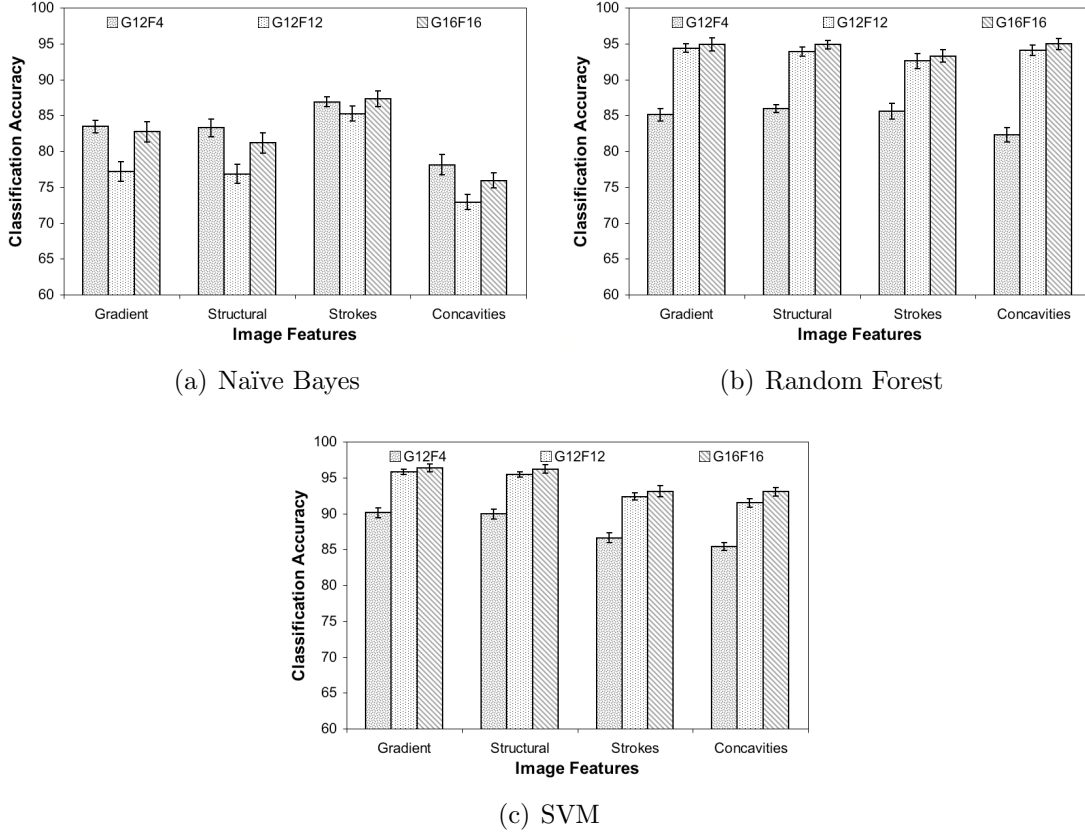 G12F4 G12F12 G16F16
100
95
90
85
80
75
70
65
60
Classification Accuracy
Gradient Structural Strokes Concavities
Image Features
(a) Naïve Bayes
G12F4 G12F12 G16F16
100
95
90
85
80
75
70
65
60
Classification Accuracy
Gradient Structural Strokes Concavities
Image Features
(b) Random Forest
G12F4 G12F12 G16F16
100
95
90
85
80
75
70
65
60
Classification Accuracy
Gradient Structural Strokes Concavities
Image Features
(c) SVM